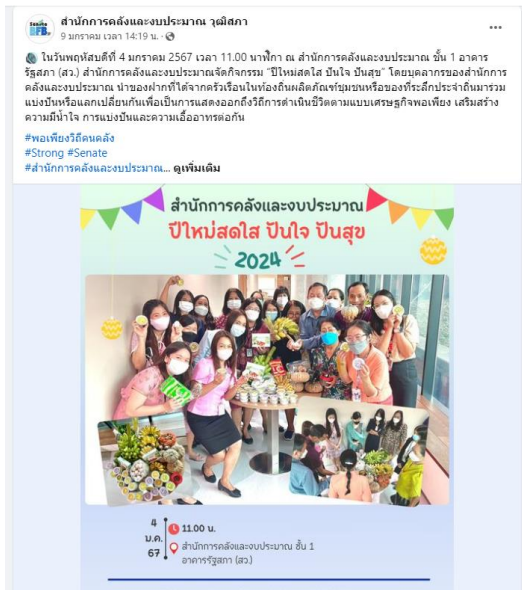 Senate
FB.
สำนักการคลังและงบประมาณ วุฒิสภา
9 มกราคม เวลา 14:19 น. ·
ในวันพฤหัสบดีที่ 4 มกราคม 2567 เวลา 11.00 นาฬิกา ณ สำนักการคลังและงบประมาณ ชั้น 1 อาคาร
รัฐสภา (สว.) สำนักการคลังและงบประมาณจัดกิจกรรม "ปีใหม่สดใส ปันใจ ปันสุข" โดยบุคลากรของสำนักการ
คลังและงบประมาณ นำของฝากที่ได้จากครัวเรือนในท้องถิ่นผลิตภัณฑ์ชุมชนหรือของที่ระลึกประจำถิ่นมาร่วม
แบ่งปันหรือแลกเปลี่ยนกันเพื่อเป็นการแสดงออกถึงวิถีการดำเนินชีวิตตามแบบเศรษฐกิจพอเพียง เสริมสร้าง
ความมีน้ำใจ การแบ่งปันและความเอื้ออาทรต่อกัน
#พอเพียงวิถีคนคลัง
#Strong #Senate
#สำนักการคลังและงบประมาณ... ดูเพิ่มเติม
สำนักการคลังและงบประมาณ
ปีใหม่สดใส ปันใจ ปันสุข
2024
4
ม.ค.
67
11.00 น.
สำนักการคลังและงบประมาณ ชั้น 1
อาคารรัฐสภา (สว.)